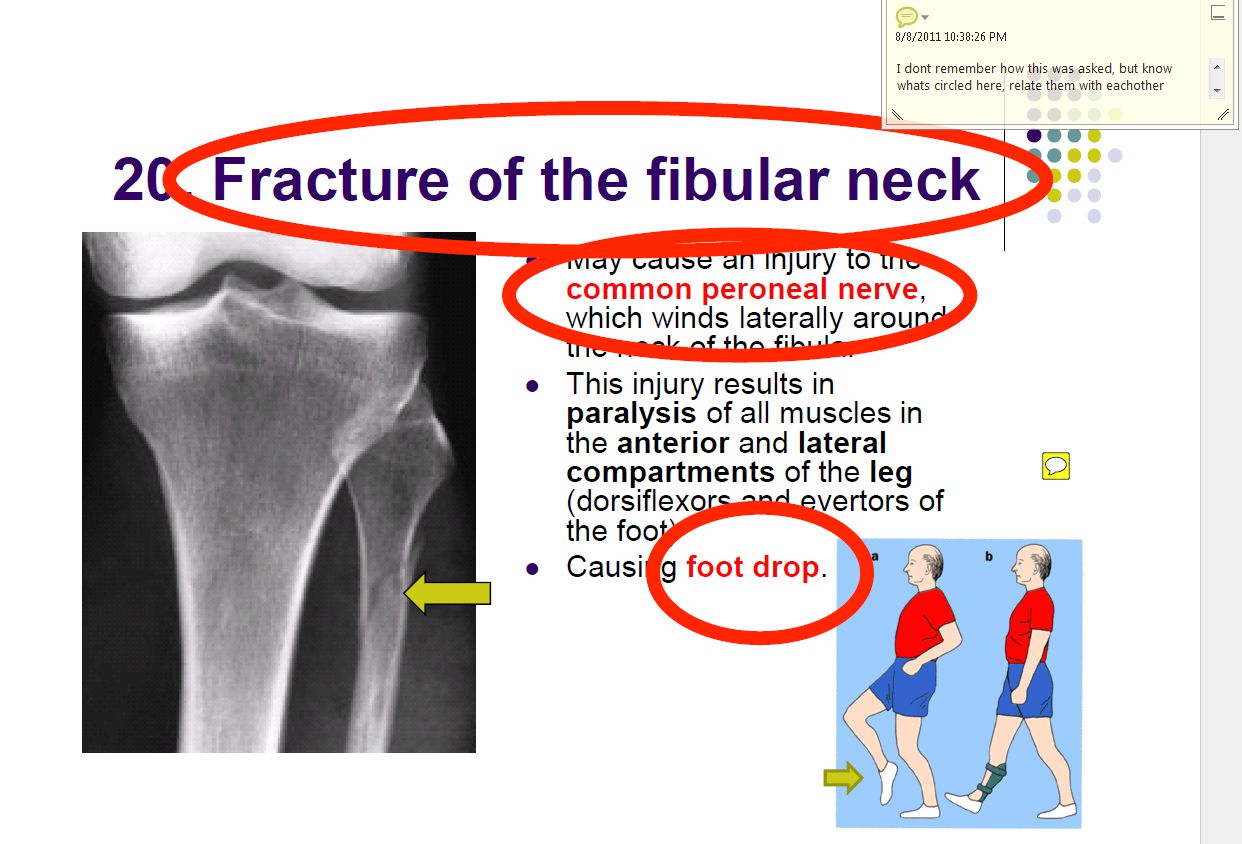 8/8/2011 10:38:26 PM
I dont remember how this was asked, but know
whats circled here, relate them with eachother
20. Fracture of the fibular neck
May cause an injury to the
common peroneal nerve,
which winds laterally around
the neck of the fibular
This injury results in
paralysis of all muscles in
the anterior and lateral
compartments of the leg
(dorsiflexors and evertors of
the foot)
Causing foot drop.
a
b